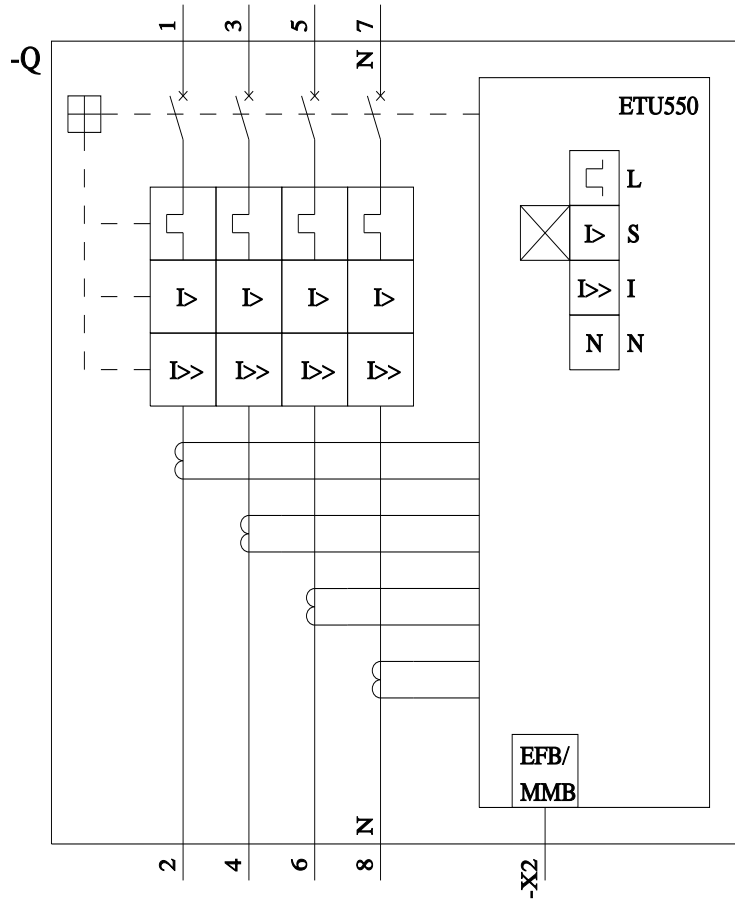 1 3 5 7
-Q
N
ETU550
L
I> S
I> I> I> I>
I>> I
N N
I>> I>> I>> I>>
EFB/
MMB
N
2 4 6 8
-X2